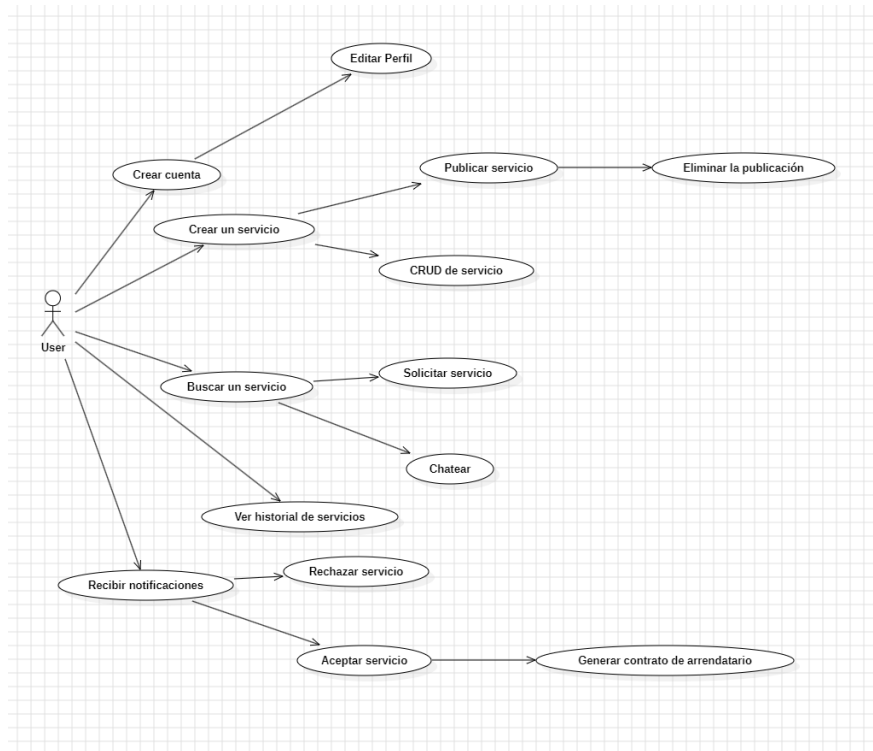 Editar Perfil
Crear cuenta
Publicar servicio
Eliminar la publicación
Crear un servicio
CRUD de servicio
User
Buscar un servicio
Solicitar servicio
Chatear
Ver historial de servicios
Recibir notificaciones
Rechazar servicio
Aceptar servicio
Generar contrato de arrendatario